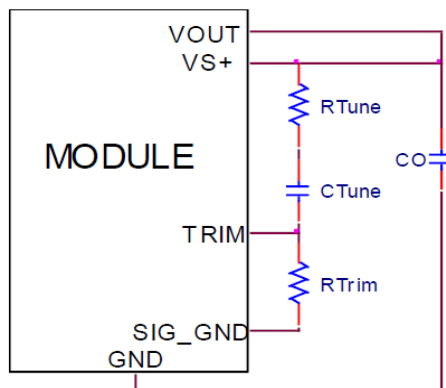 VOUT
VS+
RTune
MODULE
CO
CTune
TRIM
RTrim
SIG_GND
GND